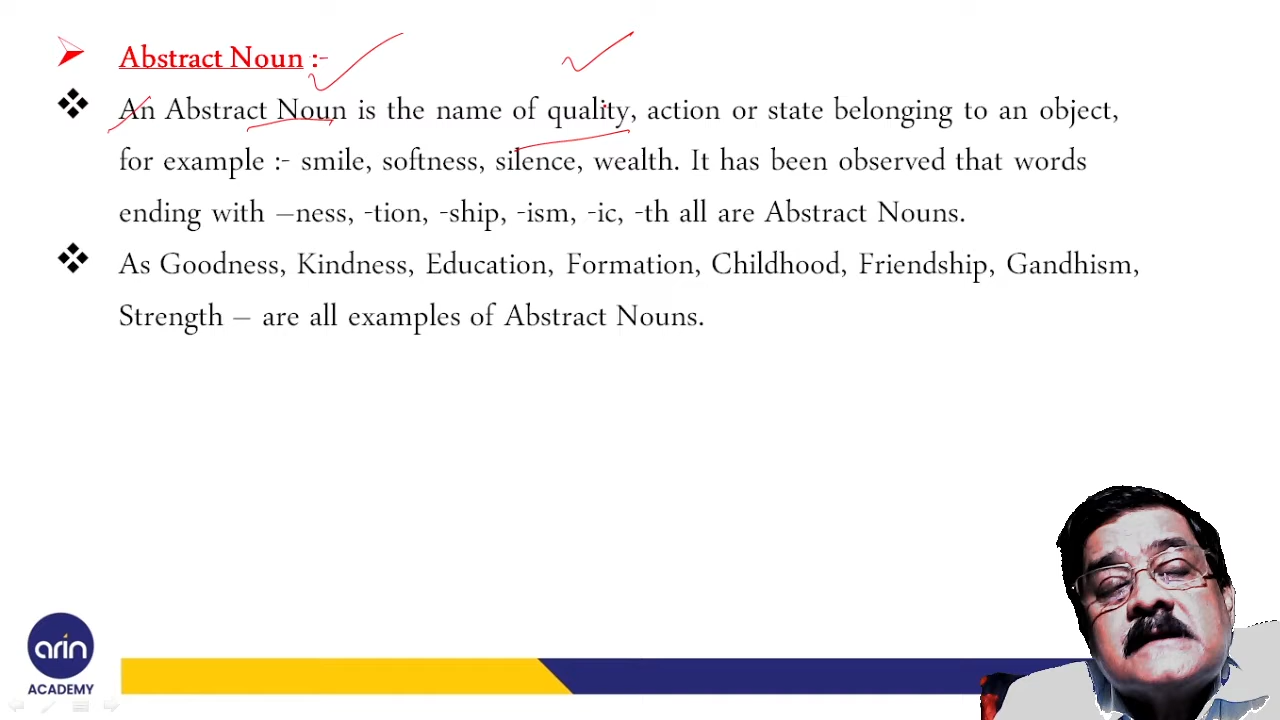 Abstract Noun :-
An Abstract Noun is the name of quality, action or state belonging to an object,
for example :- smile, softness, silence, wealth. It has been observed that words
ending with –ness, -tion, -ship, -ism, -ic, -th all are Abstract Nouns.
As Goodness, Kindness, Education, Formation, Childhood, Friendship, Gandhism,
Strength – are all examples of Abstract Nouns.
arin
ACADEMY